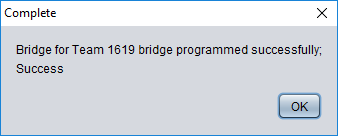 Complete
Bridge for Team 1619 bridge programmed successfully;
Success
OK